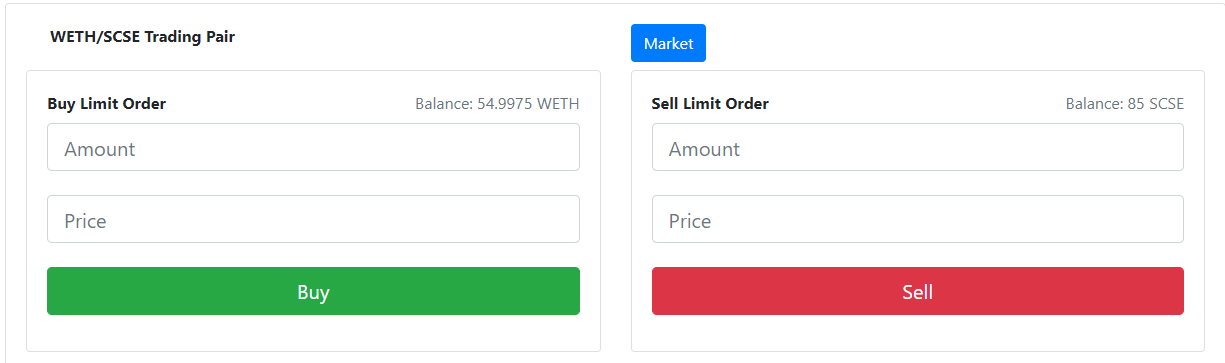 WETH/SCSE Trading Pair
Market
Buy Limit Order
Balance: 54.9975 WETH
Amount
Price
Buy
Sell Limit Order
Balance: 85 SCSE
Amount
Price
Sell